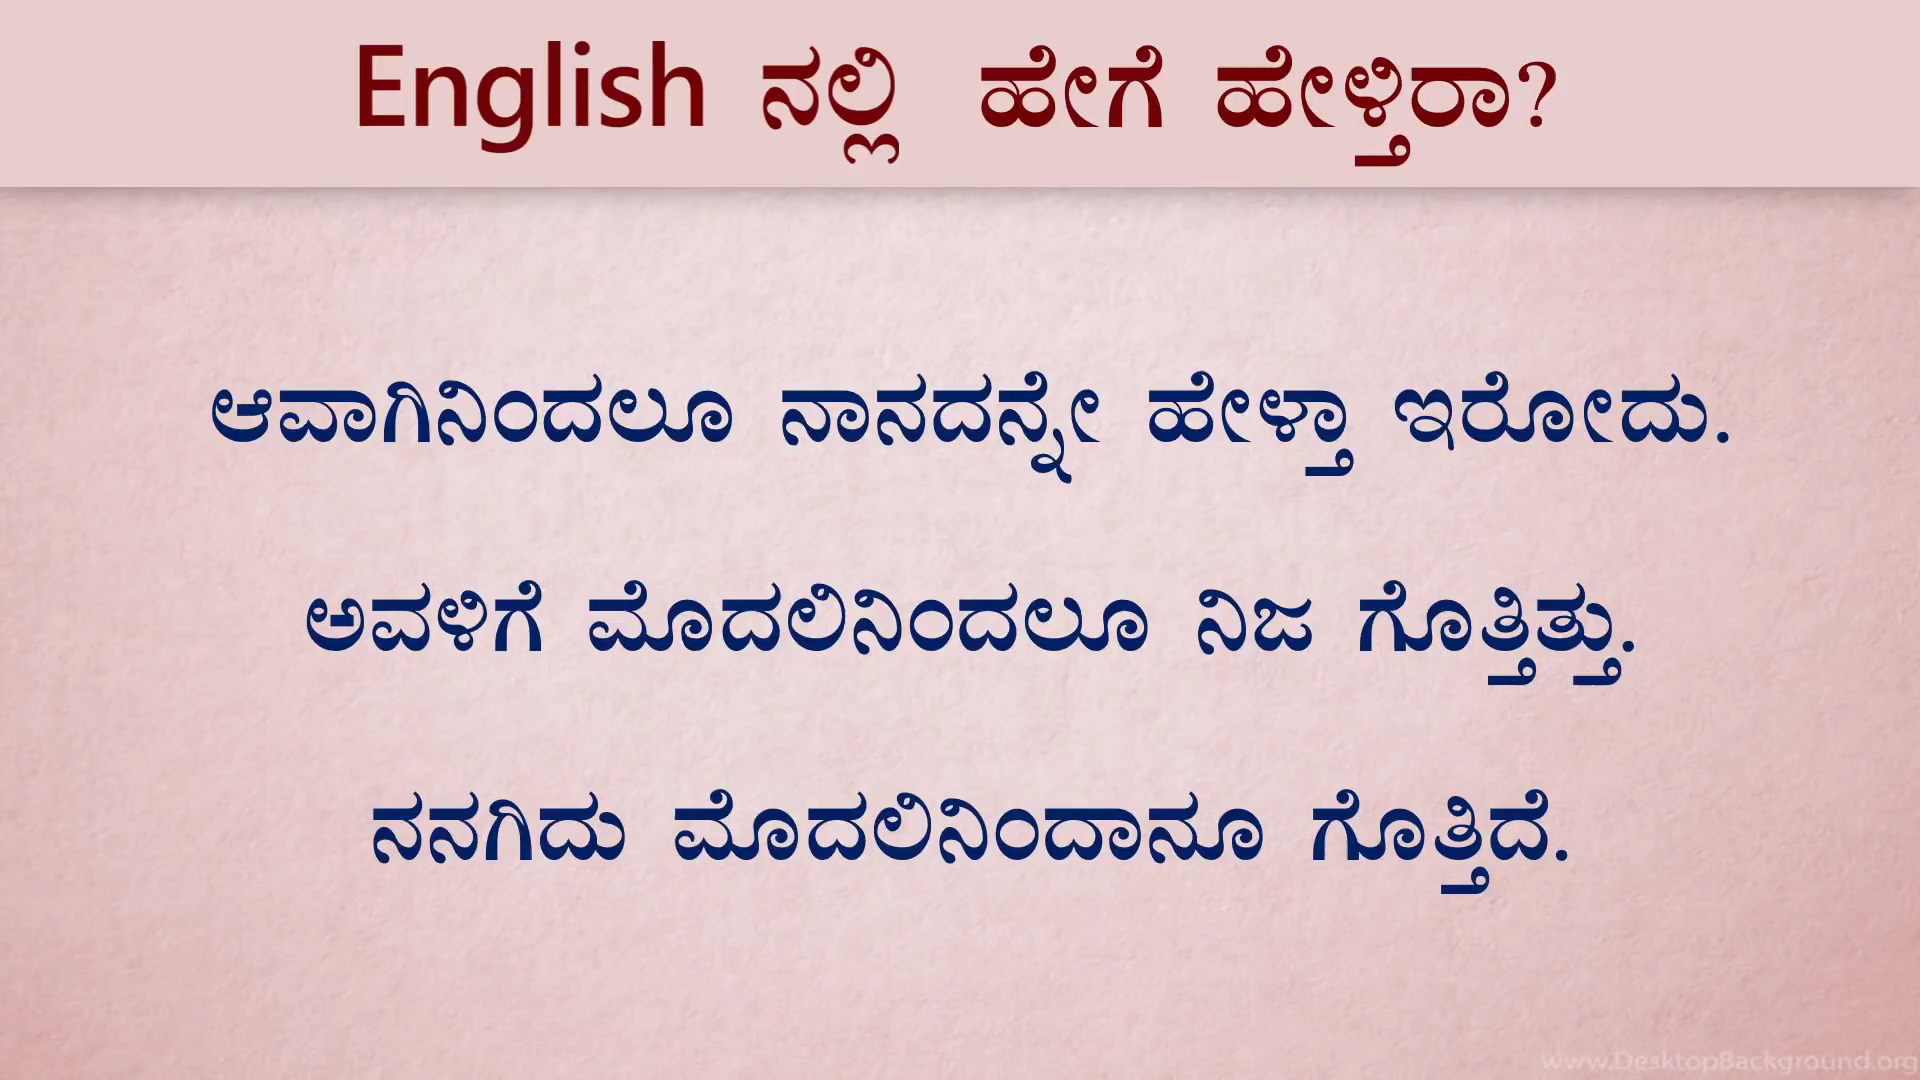 English ನಲ್ಲಿ ಹೇಗೆ ಹೇಳ್ತಿರಾ?
ಆವಾಗಿನಿಂದಲೂ ನಾನದನ್ನೇ ಹೇಳ್ತಾ ಇರೋದು.
ಅವಳಿಗೆ ಮೊದಲಿನಿಂದಲೂ ನಿಜ ಗೊತ್ತಿತ್ತು.
ನನಗಿದು ಮೊದಲಿನಿಂದಾನೂ ಗೊತ್ತಿದೆ.
www.DesktopBackground.org